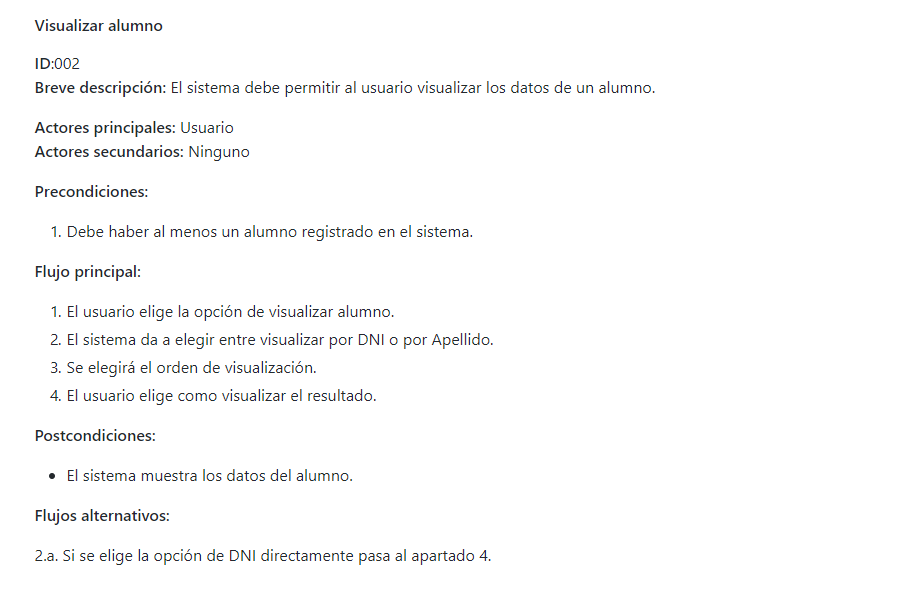 Visualizar alumno
ID:002
Breve descripción: El sistema debe permitir al usuario visualizar los datos de un alumno.
Actores principales: Usuario
Actores secundarios: Ninguno
Precondiciones:
1. Debe haber al menos un alumno registrado en el sistema.
Flujo principal:
1. El usuario elige la opción de visualizar alumno.
2. El sistema da a elegir entre visualizar por DNI o por Apellido.
3. Se elegirá el orden de visualización.
4. El usuario elige como visualizar el resultado.
Postcondiciones:
• El sistema muestra los datos del alumno.
Flujos alternativos:
2.a. Si se elige la opción de DNI directamente pasa al apartado 4.